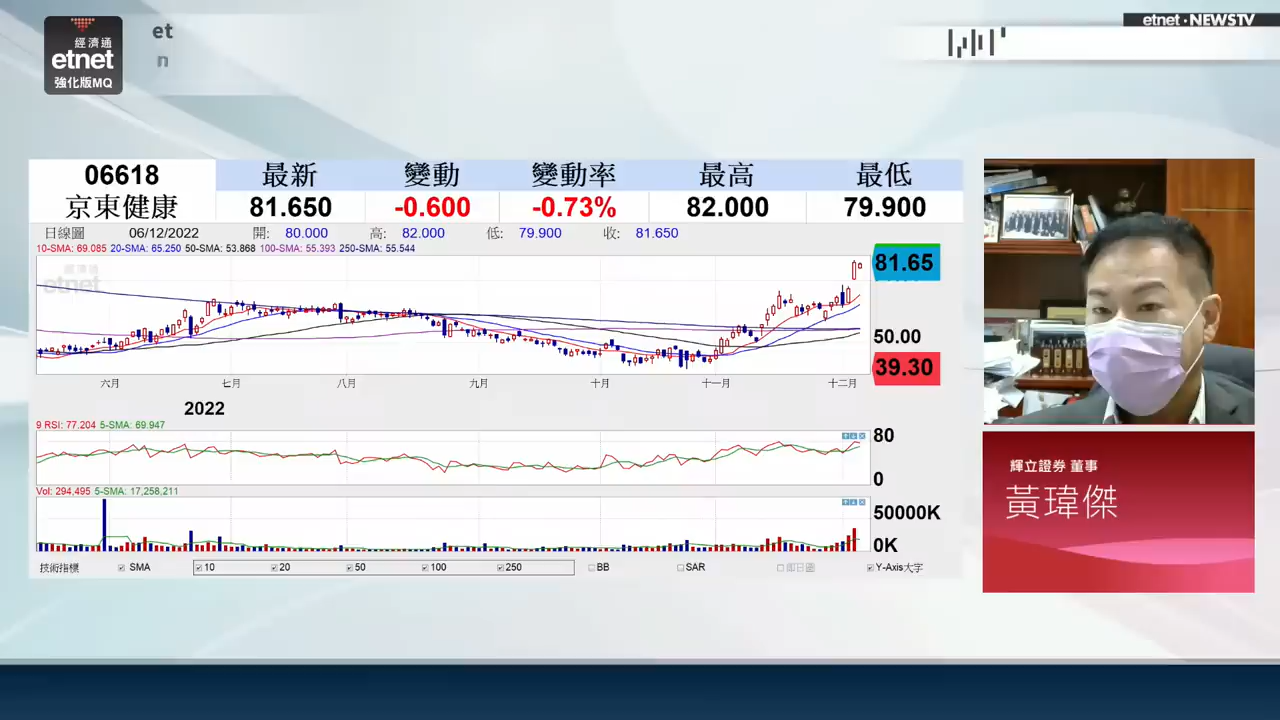 經濟通
etnet
強化版MQ
et
n
etnet · NEWSTV
06618
京東健康
最新 變動 變動率 最高 最低
81.650 -0.600 -0.73% 82.000 79.900
日線圖 06/12/2022 開: 80.000 高: 82.000 低: 79.900 收: 81.650
10-SMA: 69.085 20-SMA: 65.250 50-SMA: 53.868 100-SMA: 55.393 250-SMA: 55.544
經濟通
etnet
81.65
50.00
39.30
六月 七月 八月 九月 十月 十一月 十二月
2022
9 RSI: 77.204 5-SMA: 69.947
80
0
Vol: 294,495 5-SMA: 17,258,211
50000K
0K
技術指標 SMA 10 20 50 100 250 BB SAR 即日圖 Y-Axis大字
輝立證券 董事
黃瑋傑